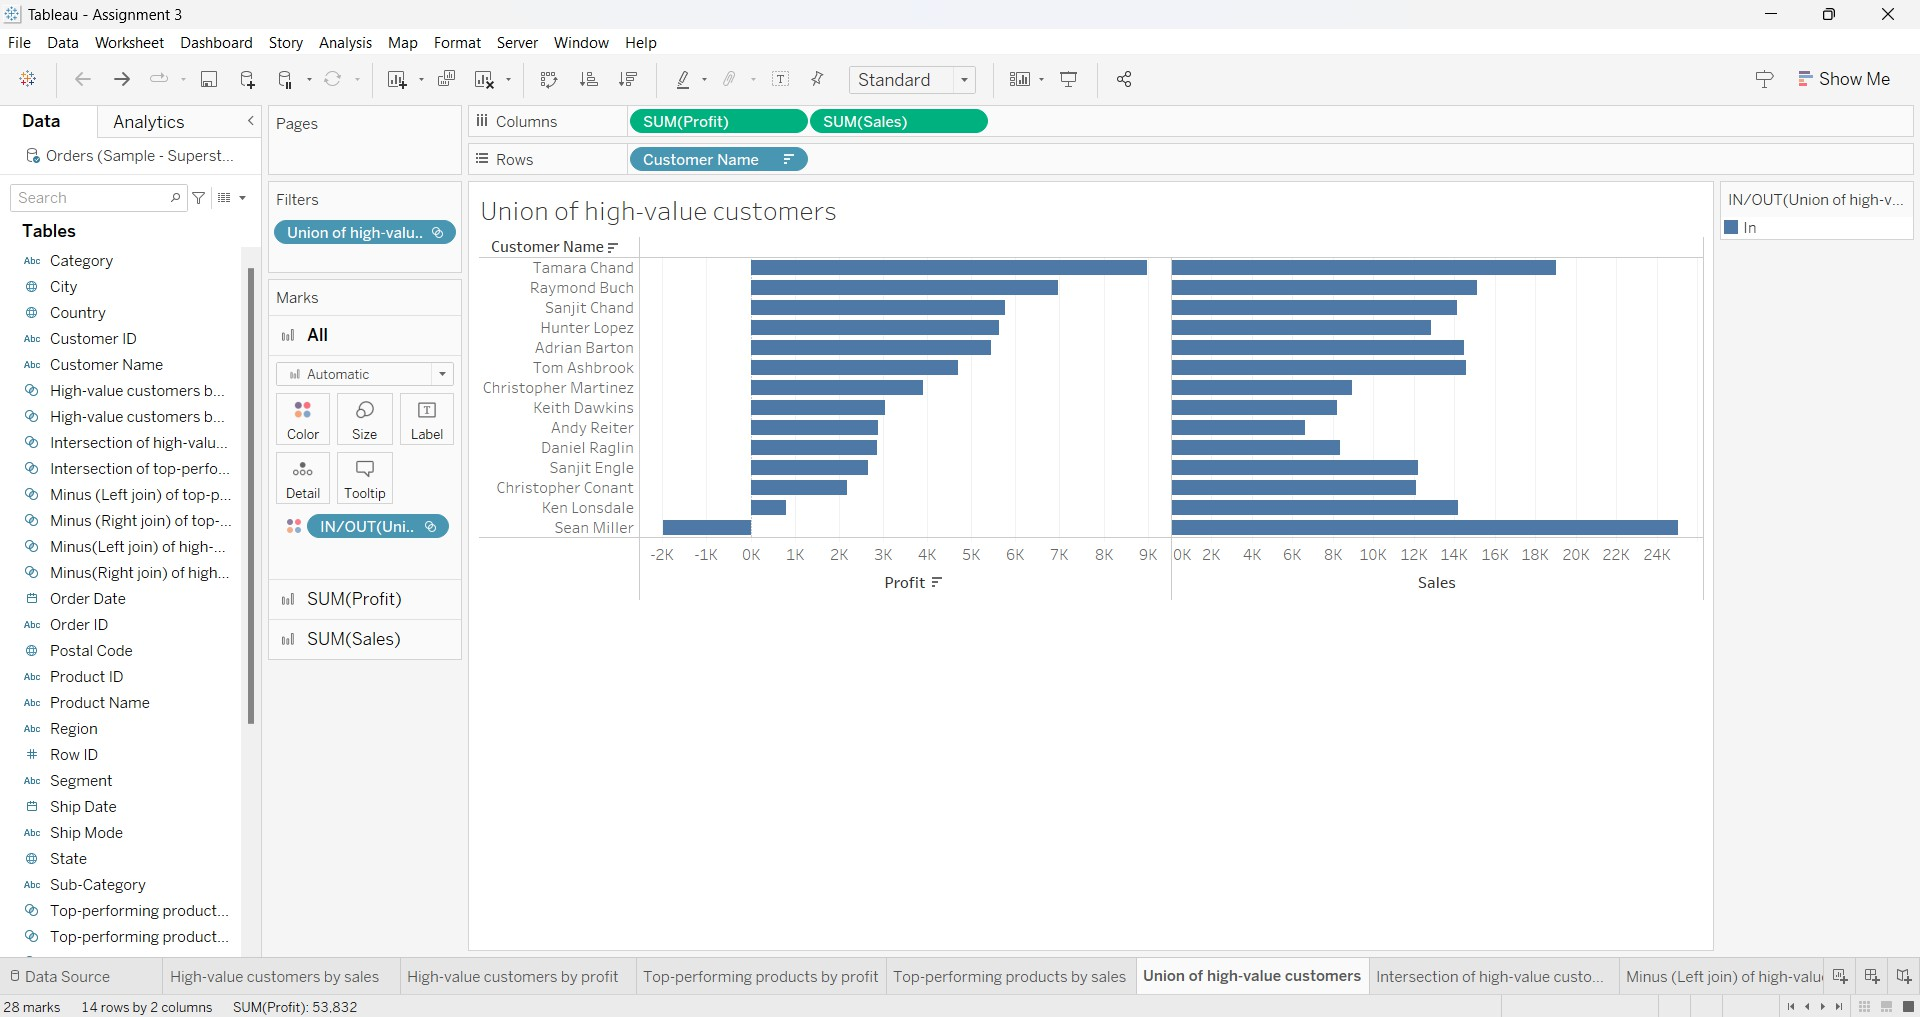 Tableau - Assignment 3
File Data Worksheet Dashboard Story Analysis Map Format Server Window Help
Standard
Show Me
Data Analytics
Orders (Sample - Superst...
Search
Tables
Abc Category
City
Country
Abc Customer ID
Abc Customer Name
High-value customers b...
High-value customers b...
Intersection of high-valu...
Intersection of top-perfo...
Minus (Left join) of top-p...
Minus (Right join) of top-...
Minus(Left join) of high-...
Minus(Right join) of high...
Order Date
Abc Order ID
Postal Code
Abc Product ID
Abc Product Name
Abc Region
# Row ID
Abc Segment
Ship Date
Abc Ship Mode
State
Abc Sub-Category
Top-performing product...
Top-performing product...
Pages
Filters
Union of high-valu..
Marks
All
Automatic
Color Size Label
Detail Tooltip
IN/OUT(Uni..
SUM(Profit)
SUM(Sales)
Columns SUM(Profit) SUM(Sales)
Rows Customer Name
Union of high-value customers
Customer Name
Tamara Chand
Raymond Buch
Sanjit Chand
Hunter Lopez
Adrian Barton
Tom Ashbrook
Christopher Martinez
Keith Dawkins
Andy Reiter
Daniel Raglin
Sanjit Engle
Christopher Conant
Ken Lonsdale
Sean Miller
-2K -1K 0K 1K 2K 3K 4K 5K 6K 7K 8K 9K 0K 2K 4K 6K 8K 10K 12K 14K 16K 18K 20K 22K 24K
Profit Sales
IN/OUT(Union of high-v...
In
Data Source High-value customers by sales High-value customers by profit Top-performing products by profit Top-performing products by sales Union of high-value customers Intersection of high-value custo... Minus (Left join) of high-valu
28 marks 14 rows by 2 columns SUM(Profit): 53,832